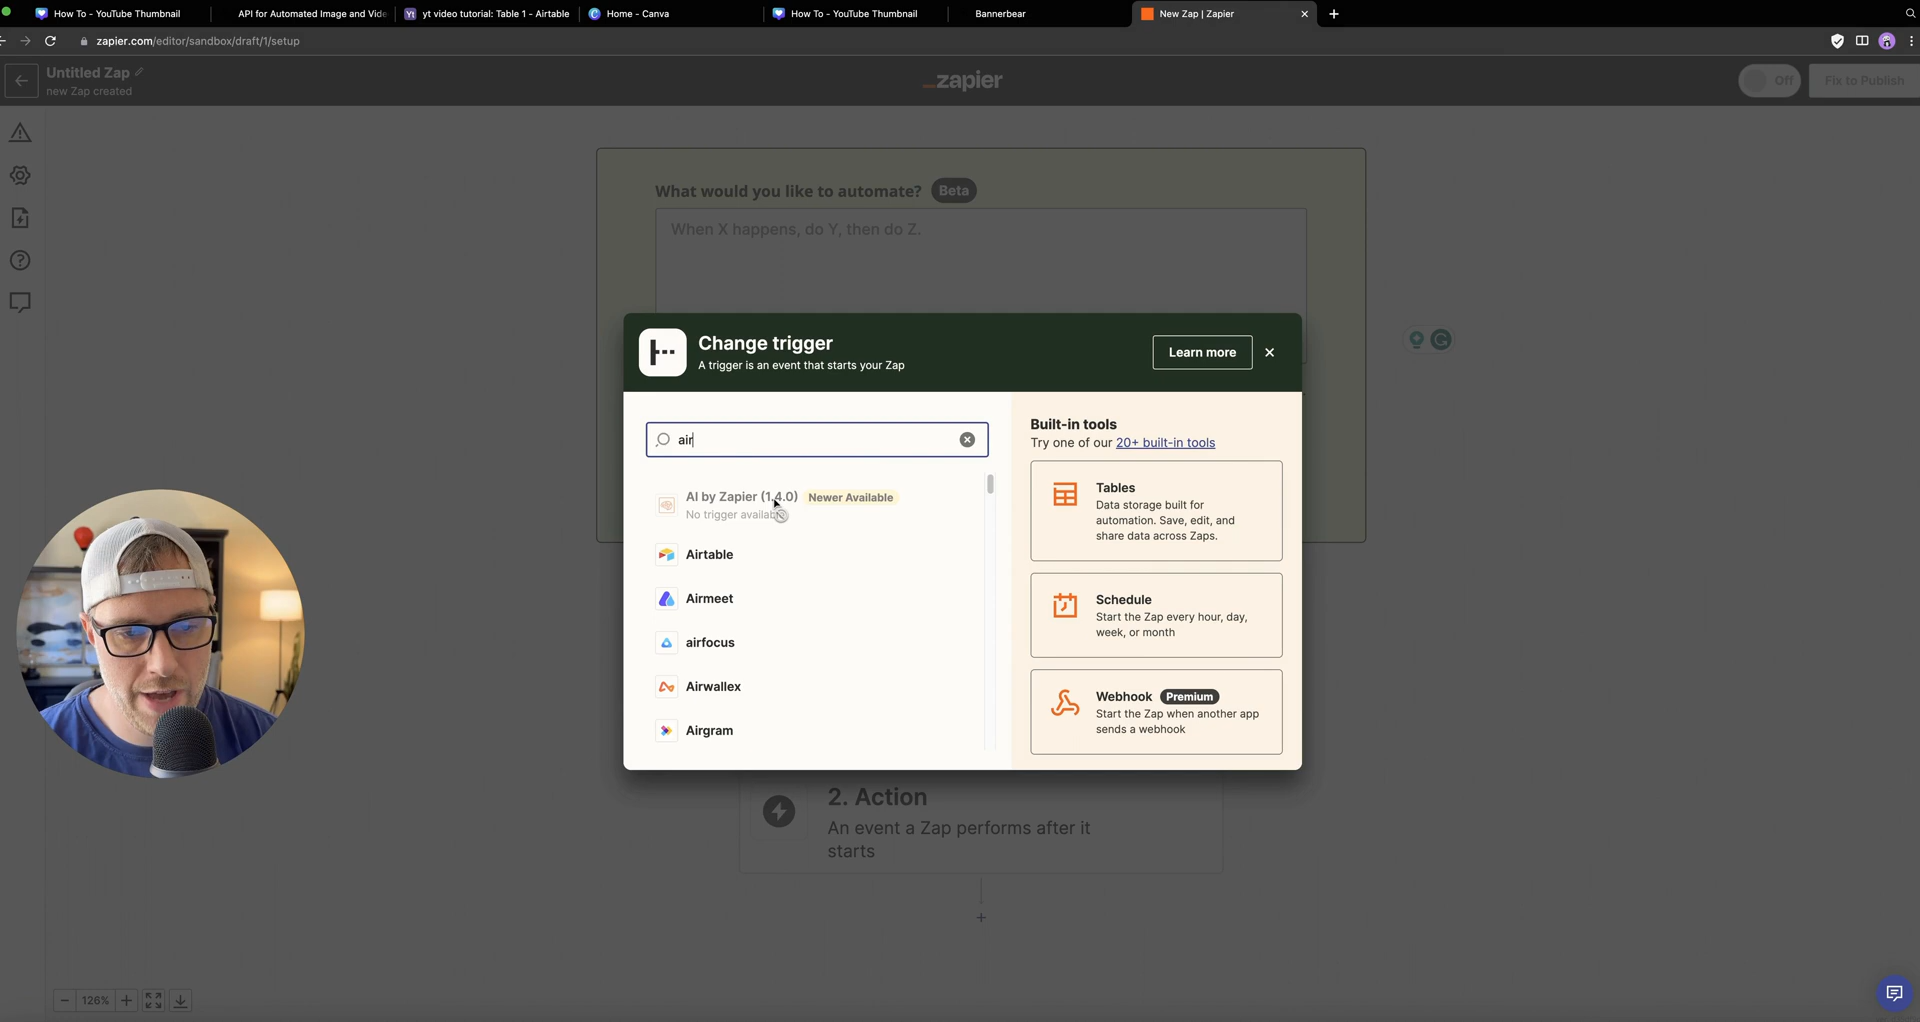 How To - YouTube Thumbnail
API for Automated Image and Vide
Yt
yt video tutorial: Table 1 - Airtable
Home - Canva
How To - YouTube Thumbnail
Bannerbear
New Zap | Zapier
zapier.com/editor/sandbox/draft/1/setup
Untitled Zap
new Zap created
zapier
Off
Fix to Publish
What would you like to automate?
Beta
When X happens, do Y, then do Z.
Change trigger
A trigger is an event that starts your Zap
Learn more
air
AI by Zapier (1.4.0)
Newer Available
No trigger available
Airtable
Airmeet
airfocus
Airwallex
Airgram
Built-in tools
Try one of our 20+ built-in tools
Tables
Data storage built for
automation. Save, edit, and
share data across Zaps.
Schedule
Start the Zap every hour, day,
week, or month
Webhook
Premium
Start the Zap when another app
sends a webhook
2. Action
An event a Zap performs after it
starts
126%